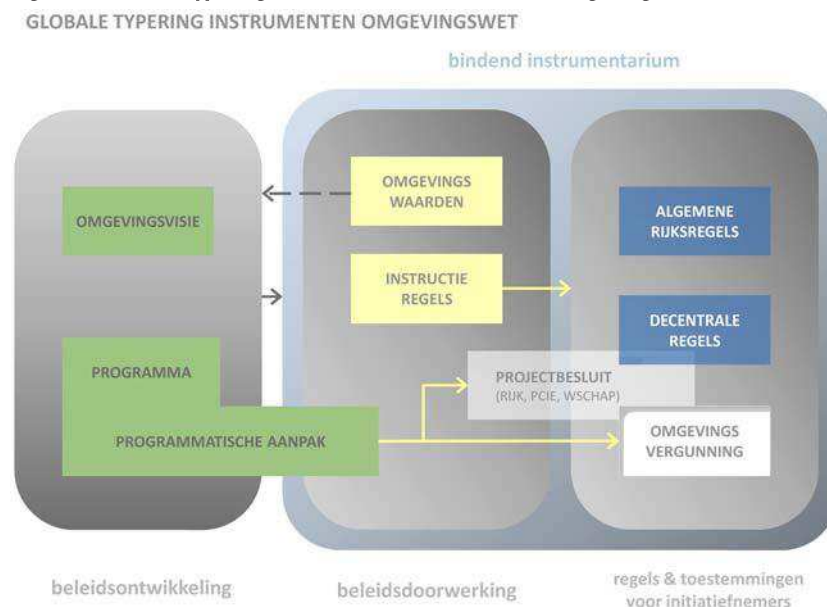 GLOBALE TYPERING INSTRUMENTEN OMGEVINGSWET
bindend instrumentarium
OMGEVINGSVISIE
PROGRAMMA
PROGRAMMATISCHE AANPAK
OMGEVINGS
WAARDEN
INSTRUCTIE
REGELS
PROJECTBESLUIT
(RIJK, PCIE, WSCHAP)
ALGEMENE
RIJKSREGELS
DECENTRALE
REGELS
OMGEVINGS
VERGUNNING
beleidsontwikkeling
beleidsdoorwerking
regels & toestemmingen
voor initiatiefnemers